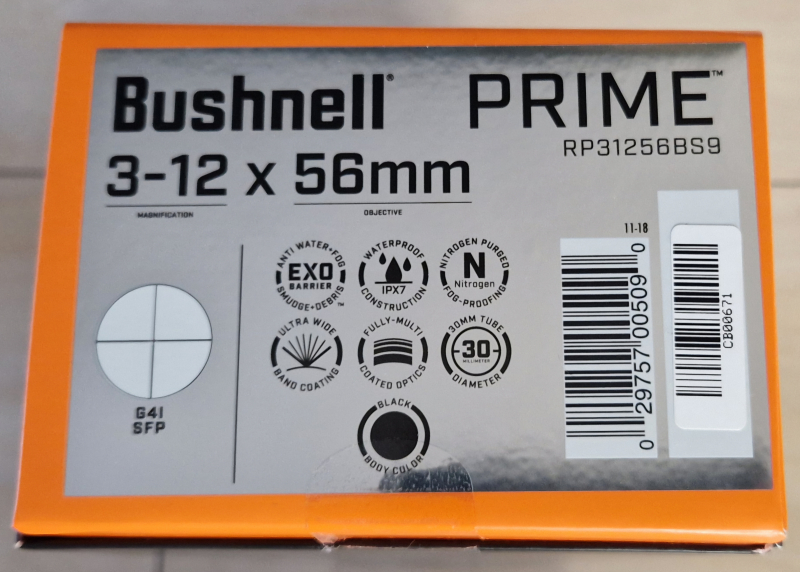 Bushnell®
PRIME™
RP31256BS9
3-12 x 56mm
MAGNIFICATION
OBJECTIVE
11-18
ANTI WATER+FOG
EXO
BARRIER
SMUDGE+DEBRIS™
WATERPROOF
IPX7
CONSTRUCTION
NITROGEN PURGED
N
Nitrogen
FOG-PROOFING
ULTRA WIDE
BAND COATING
FULLY-MULTI
COATED OPTICS
30MM TUBE
-30-
MILLIMETER
DIAMETER
G4I
SFP
BLACK
BODY COLOR
0 29757 00509 0
CB00671